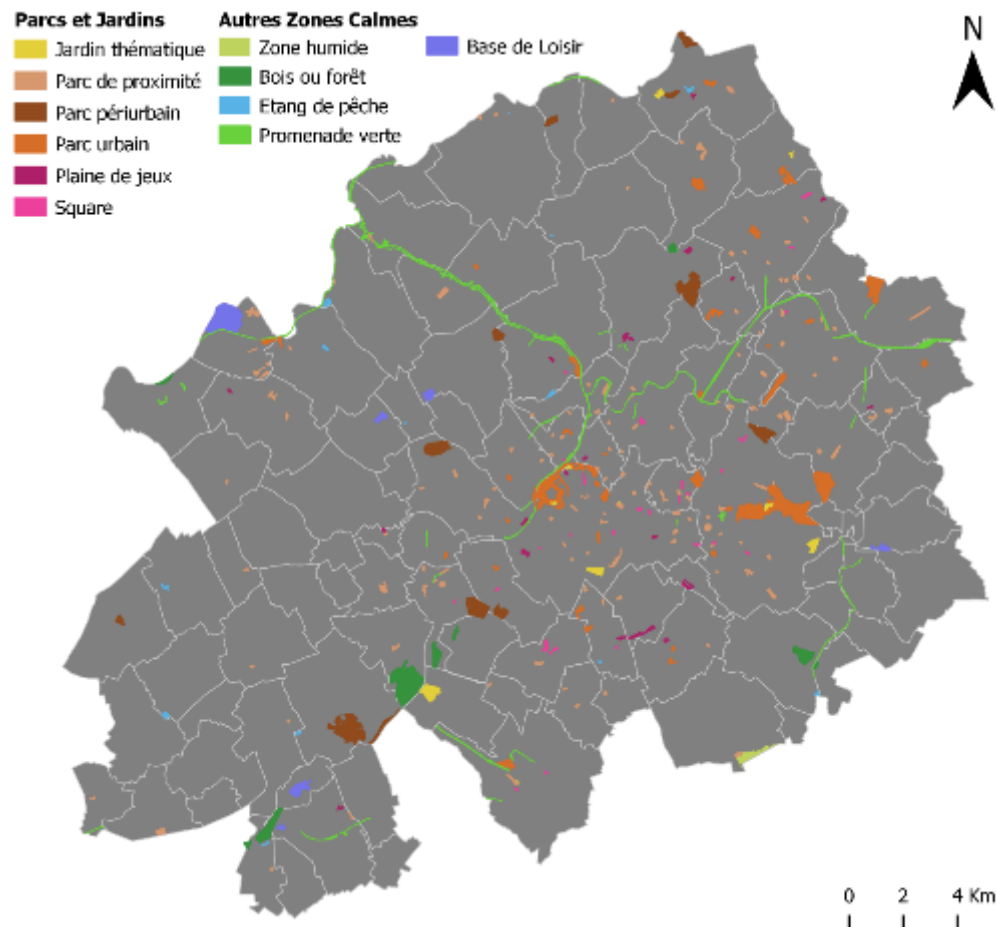 Parcs et Jardins
Jardin thématique
Parc de proximité
Parc périurbain
Parc urbain
Plaine de jeux
Square
Autres Zones Calmes
Zone humide
Bois ou forêt
Etang de pêche
Promenade verte
Base de Loisir
N
0 2 4 Km